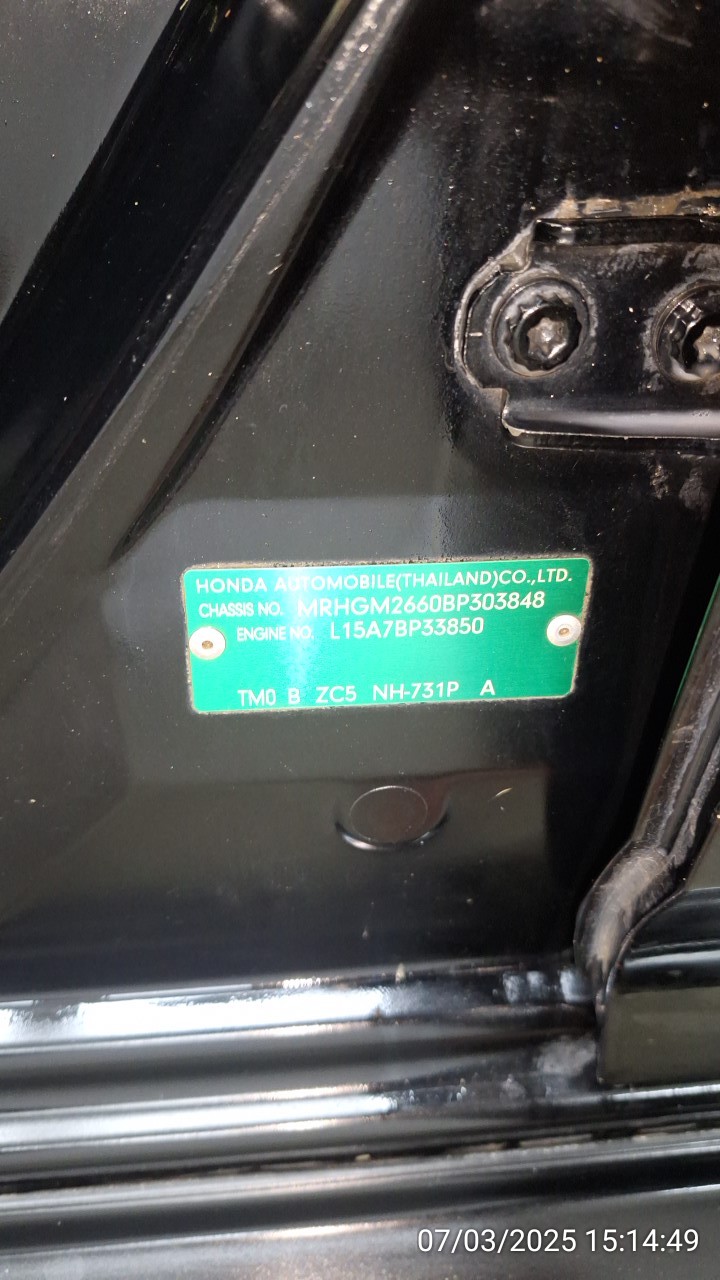 HONDA AUTOMOBILE(THAILAND)CO.,LTD.
CHASSIS NO. MRHGM2660BP303848
ENGINE NO. L15A7BP33850
TM0 B ZC5 NH-731P A
07/03/2025 15:14:49